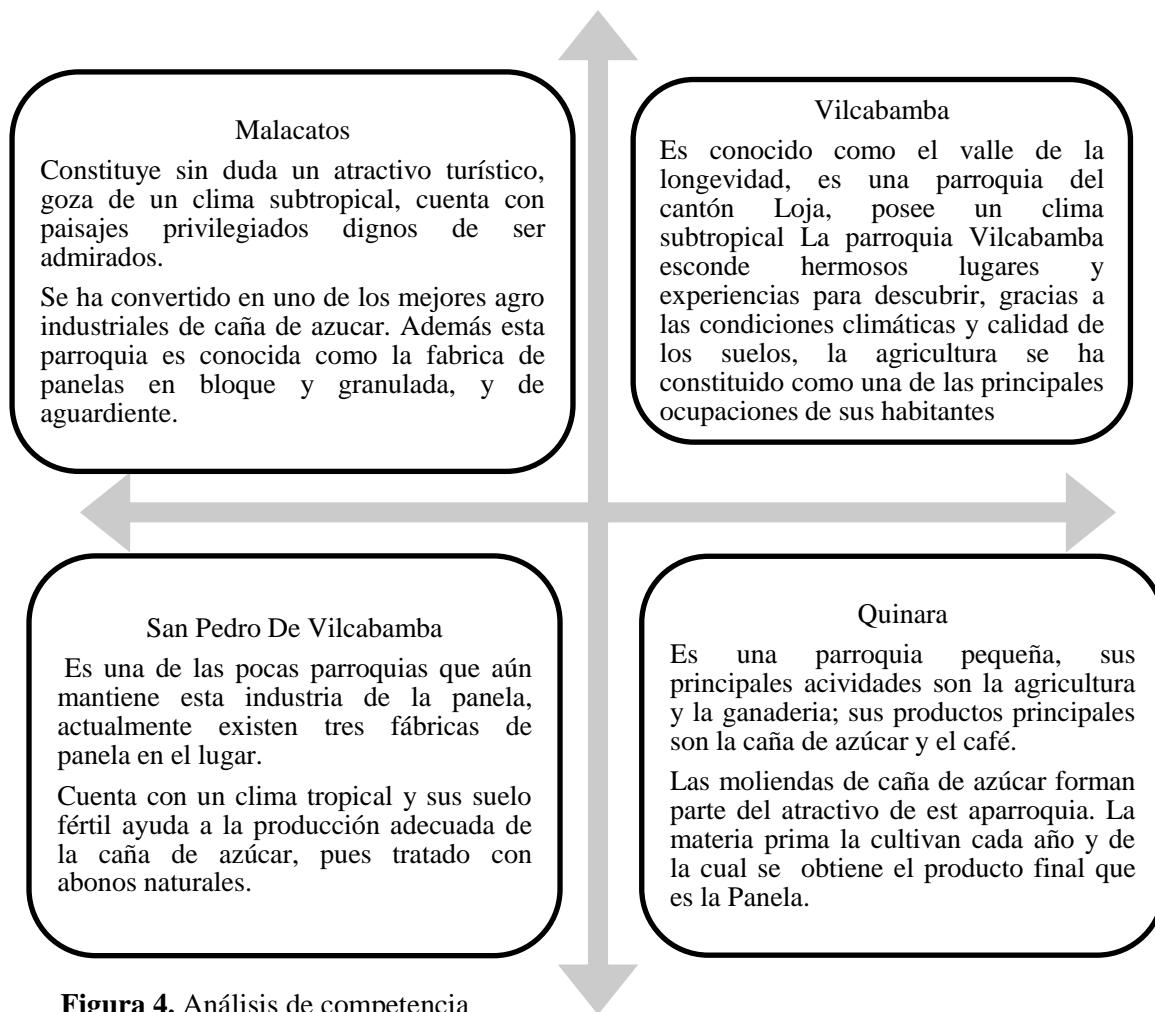 Malacatos
Constituye sin duda un atractivo turístico,
goza de un clima subtropical, cuenta con
paisajes privilegiados dignos de ser
admirados.
Se ha convertido en uno de los mejores agro
industriales de caña de azucar. Además esta
parroquia es conocida como la fabrica de
panelas en bloque y granulada, y de
aguardiente.
Vilcabamba
Es conocido como el valle de la
longevidad, es una parroquia del
cantón Loja, posee un clima
subtropical La parroquia Vilcabamba
esconde hermosos lugares y
experiencias para descubrir, gracias a
las condiciones climáticas y calidad de
los suelos, la agricultura se ha
constituido como una de las principales
ocupaciones de sus habitantes
San Pedro De Vilcabamba
Es una de las pocas parroquias que aún
mantiene esta industria de la panela,
actualmente existen tres fábricas de
panela en el lugar.
Cuenta con un clima tropical y sus suelo
fértil ayuda a la producción adecuada de
la caña de azúcar, pues tratado con
abonos naturales.
Quinara
Es una parroquia pequeña, sus
principales acividades son la agricultura
y la ganaderia; sus productos principales
son la caña de azúcar y el café.
Las moliendas de caña de azúcar forman
parte del atractivo de est aparroquia. La
materia prima la cultivan cada año y de
la cual se obtiene el producto final que
es la Panela.
Figura 4. Análisis de competencia